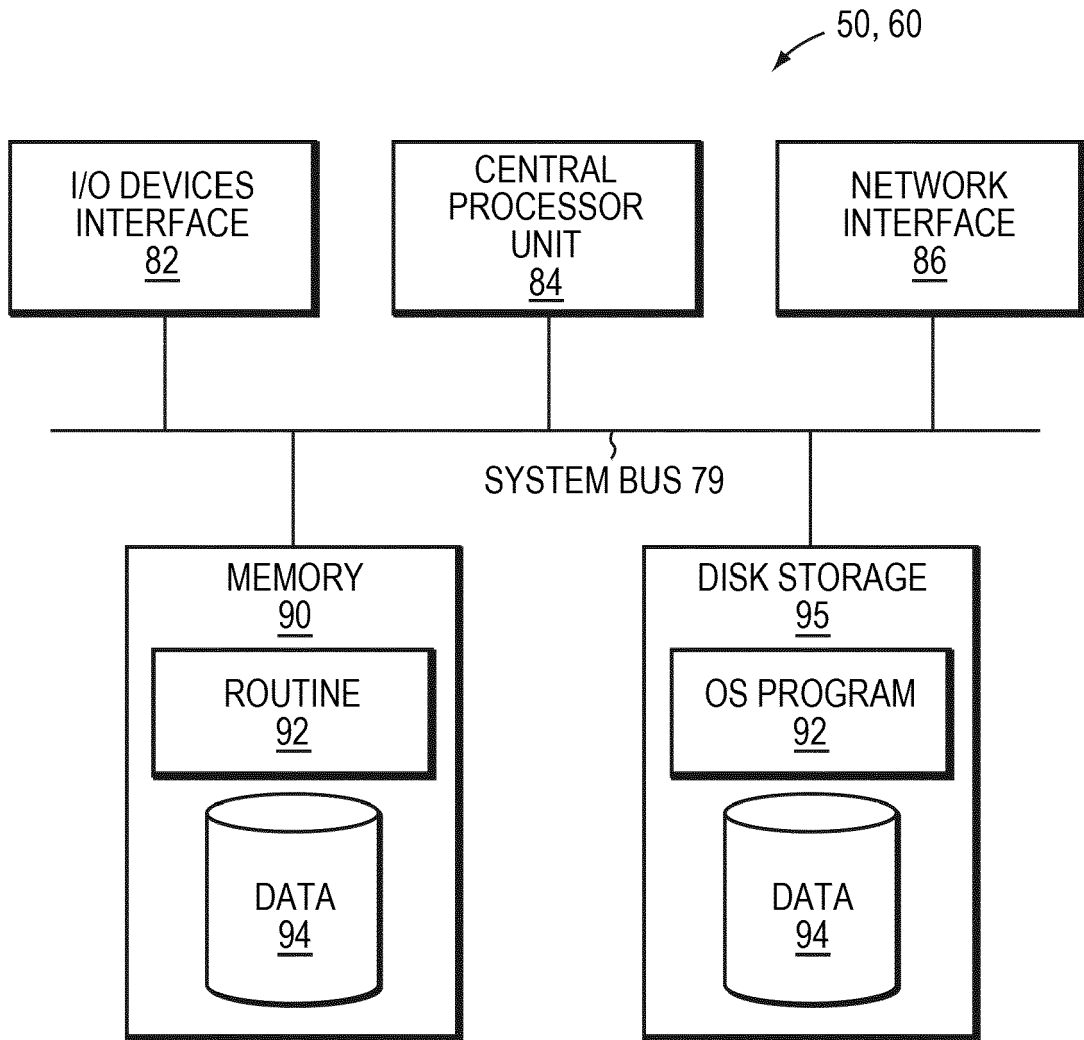 50, 60
I/O DEVICES
INTERFACE
82
CENTRAL
PROCESSOR
UNIT
84
NETWORK
INTERFACE
86
SYSTEM BUS 79
MEMORY
90
ROUTINE
92
DATA
94
DISK STORAGE
95
OS PROGRAM
92
DATA
94